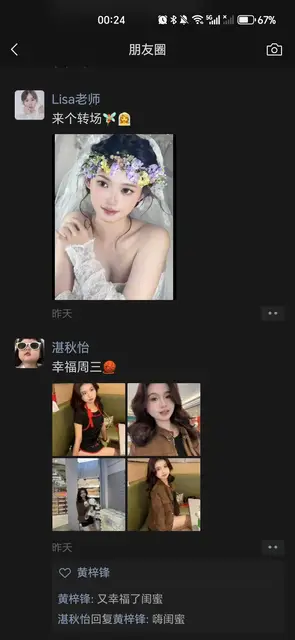 00:24
67%
朋友圈
Lisa老师
来个转场🧚👰
昨天
湛秋怡
幸福周三🏀
昨天
黄梓锋
黄梓锋: 又幸福了闺蜜
湛秋怡回复黄梓锋: 嗨闺蜜